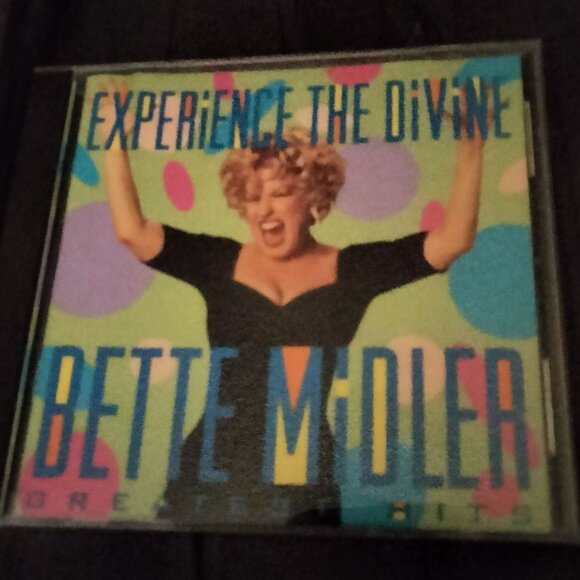 EXPERiENCE THE DiViNE
BETTE MiDLER
GREATEST HITS